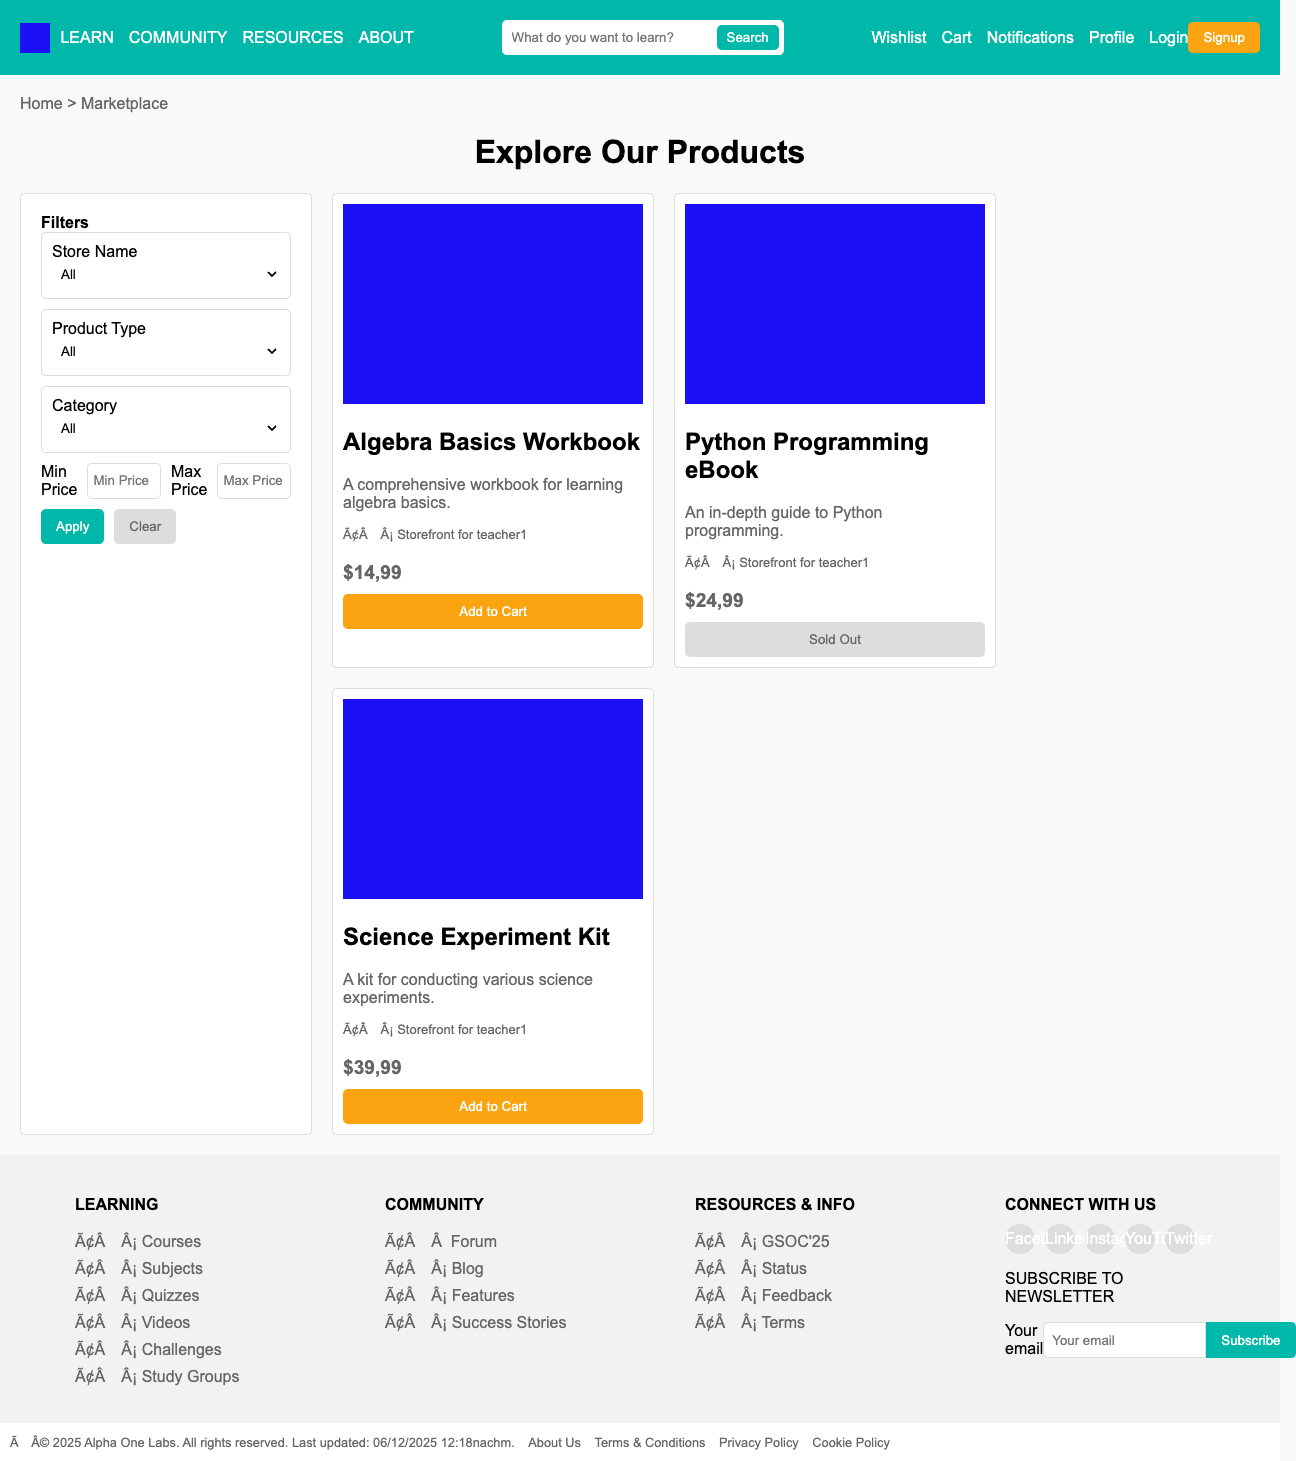 LEARN COMMUNITY RESOURCES ABOUT What do you want to learn? Search Wishlist Cart Notifications Profile Login Signup
Home > Marketplace
Explore Our Products
Filters
Store Name
All
Product Type
All
Category
All
Min Price Min Price Max Price Max Price
Apply Clear
Algebra Basics Workbook
A comprehensive workbook for learning
algebra basics.
Ã¢Â Â¡ Storefront for teacher1
$14,99
Add to Cart
Python Programming
eBook
An in-depth guide to Python
programming.
Ã¢Â Â¡ Storefront for teacher1
$24,99
Sold Out
Science Experiment Kit
A kit for conducting various science
experiments.
Ã¢Â Â¡ Storefront for teacher1
$39,99
Add to Cart
LEARNING
Ã¢Â Â¡ Courses
Ã¢Â Â¡ Subjects
Ã¢Â Â¡ Quizzes
Ã¢Â Â¡ Videos
Ã¢Â Â¡ Challenges
Ã¢Â Â¡ Study Groups
COMMUNITY
Ã¢Â Â Forum
Ã¢Â Â¡ Blog
Ã¢Â Â¡ Features
Ã¢Â Â¡ Success Stories
RESOURCES & INFO
Ã¢Â Â¡ GSOC'25
Ã¢Â Â¡ Status
Ã¢Â Â¡ Feedback
Ã¢Â Â¡ Terms
CONNECT WITH US
Twitter
SUBSCRIBE TO
NEWSLETTER
Your
email Your email Subscribe
Ã Â© 2025 Alpha One Labs. All rights reserved. Last updated: 06/12/2025 12:18nachm. About Us Terms & Conditions Privacy Policy Cookie Policy